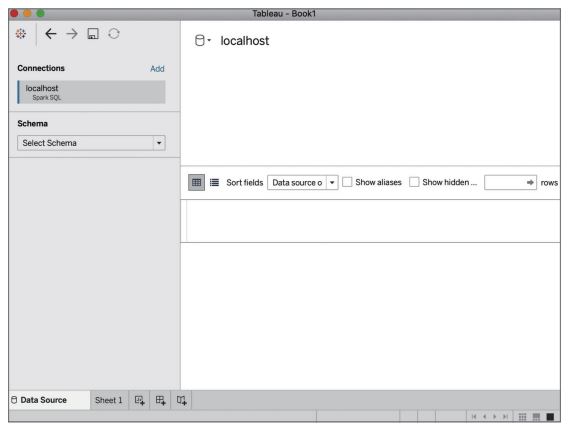 Tableau - Book1
localhost
Connections
Add
localhost
Spark SQL
Schema
Select Schema
Sort fields
Data source o
Show aliases
Show hidden ...
rows
Data Source
Sheet 1